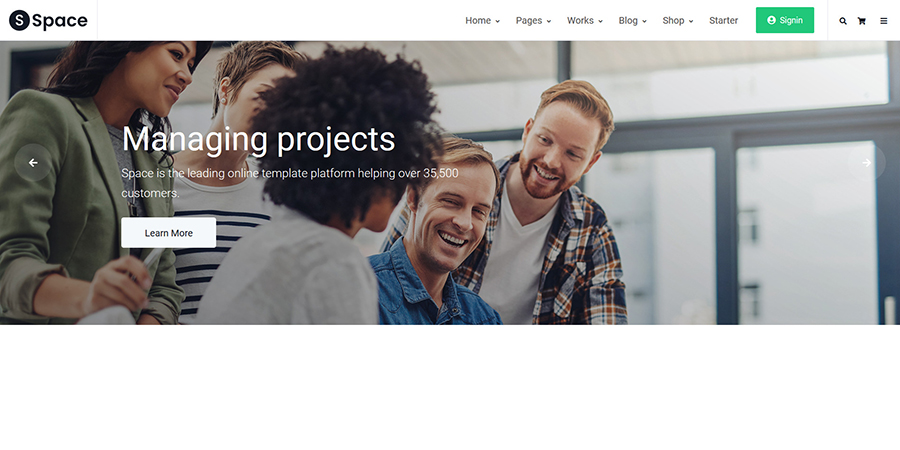 S Space
Home Pages Works Blog Shop Starter Signin
Managing projects
Space is the leading online template platform helping over 35,500
customers.
Learn More